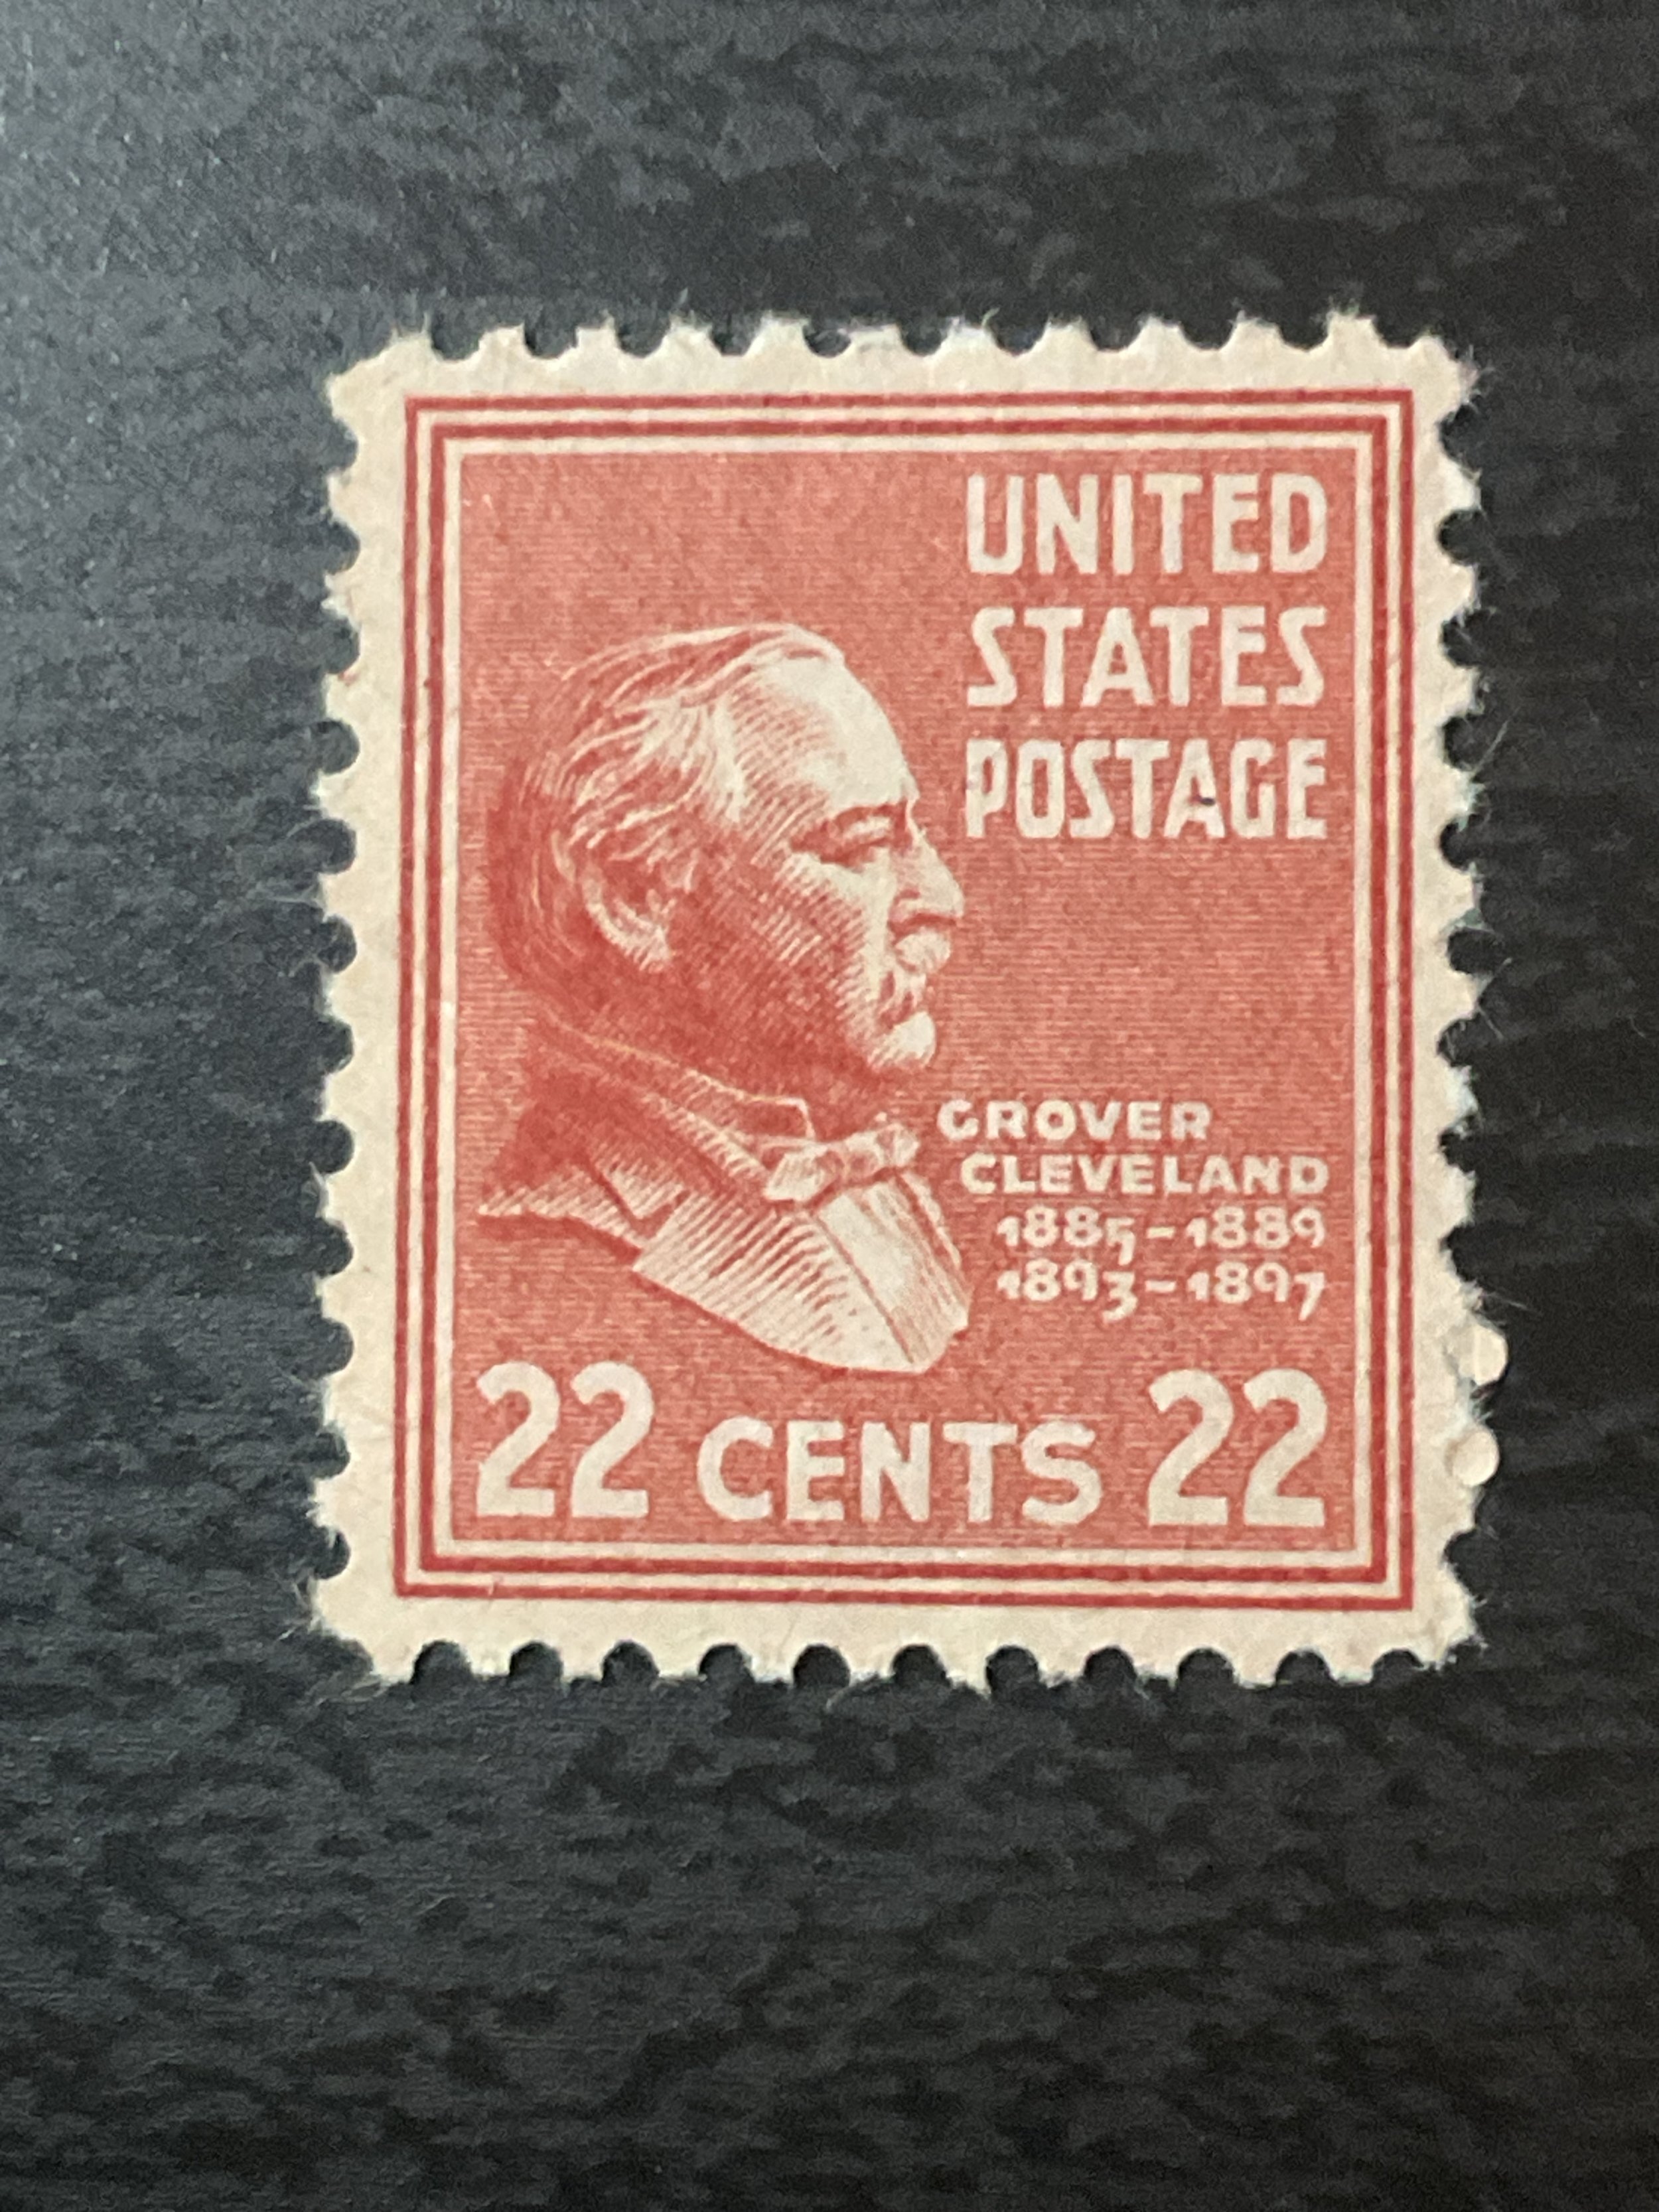 UNITED
STATES
POSTAGE
GROVER
CLEVELAND
1885-1889
1893-1897
22 CENTS 22